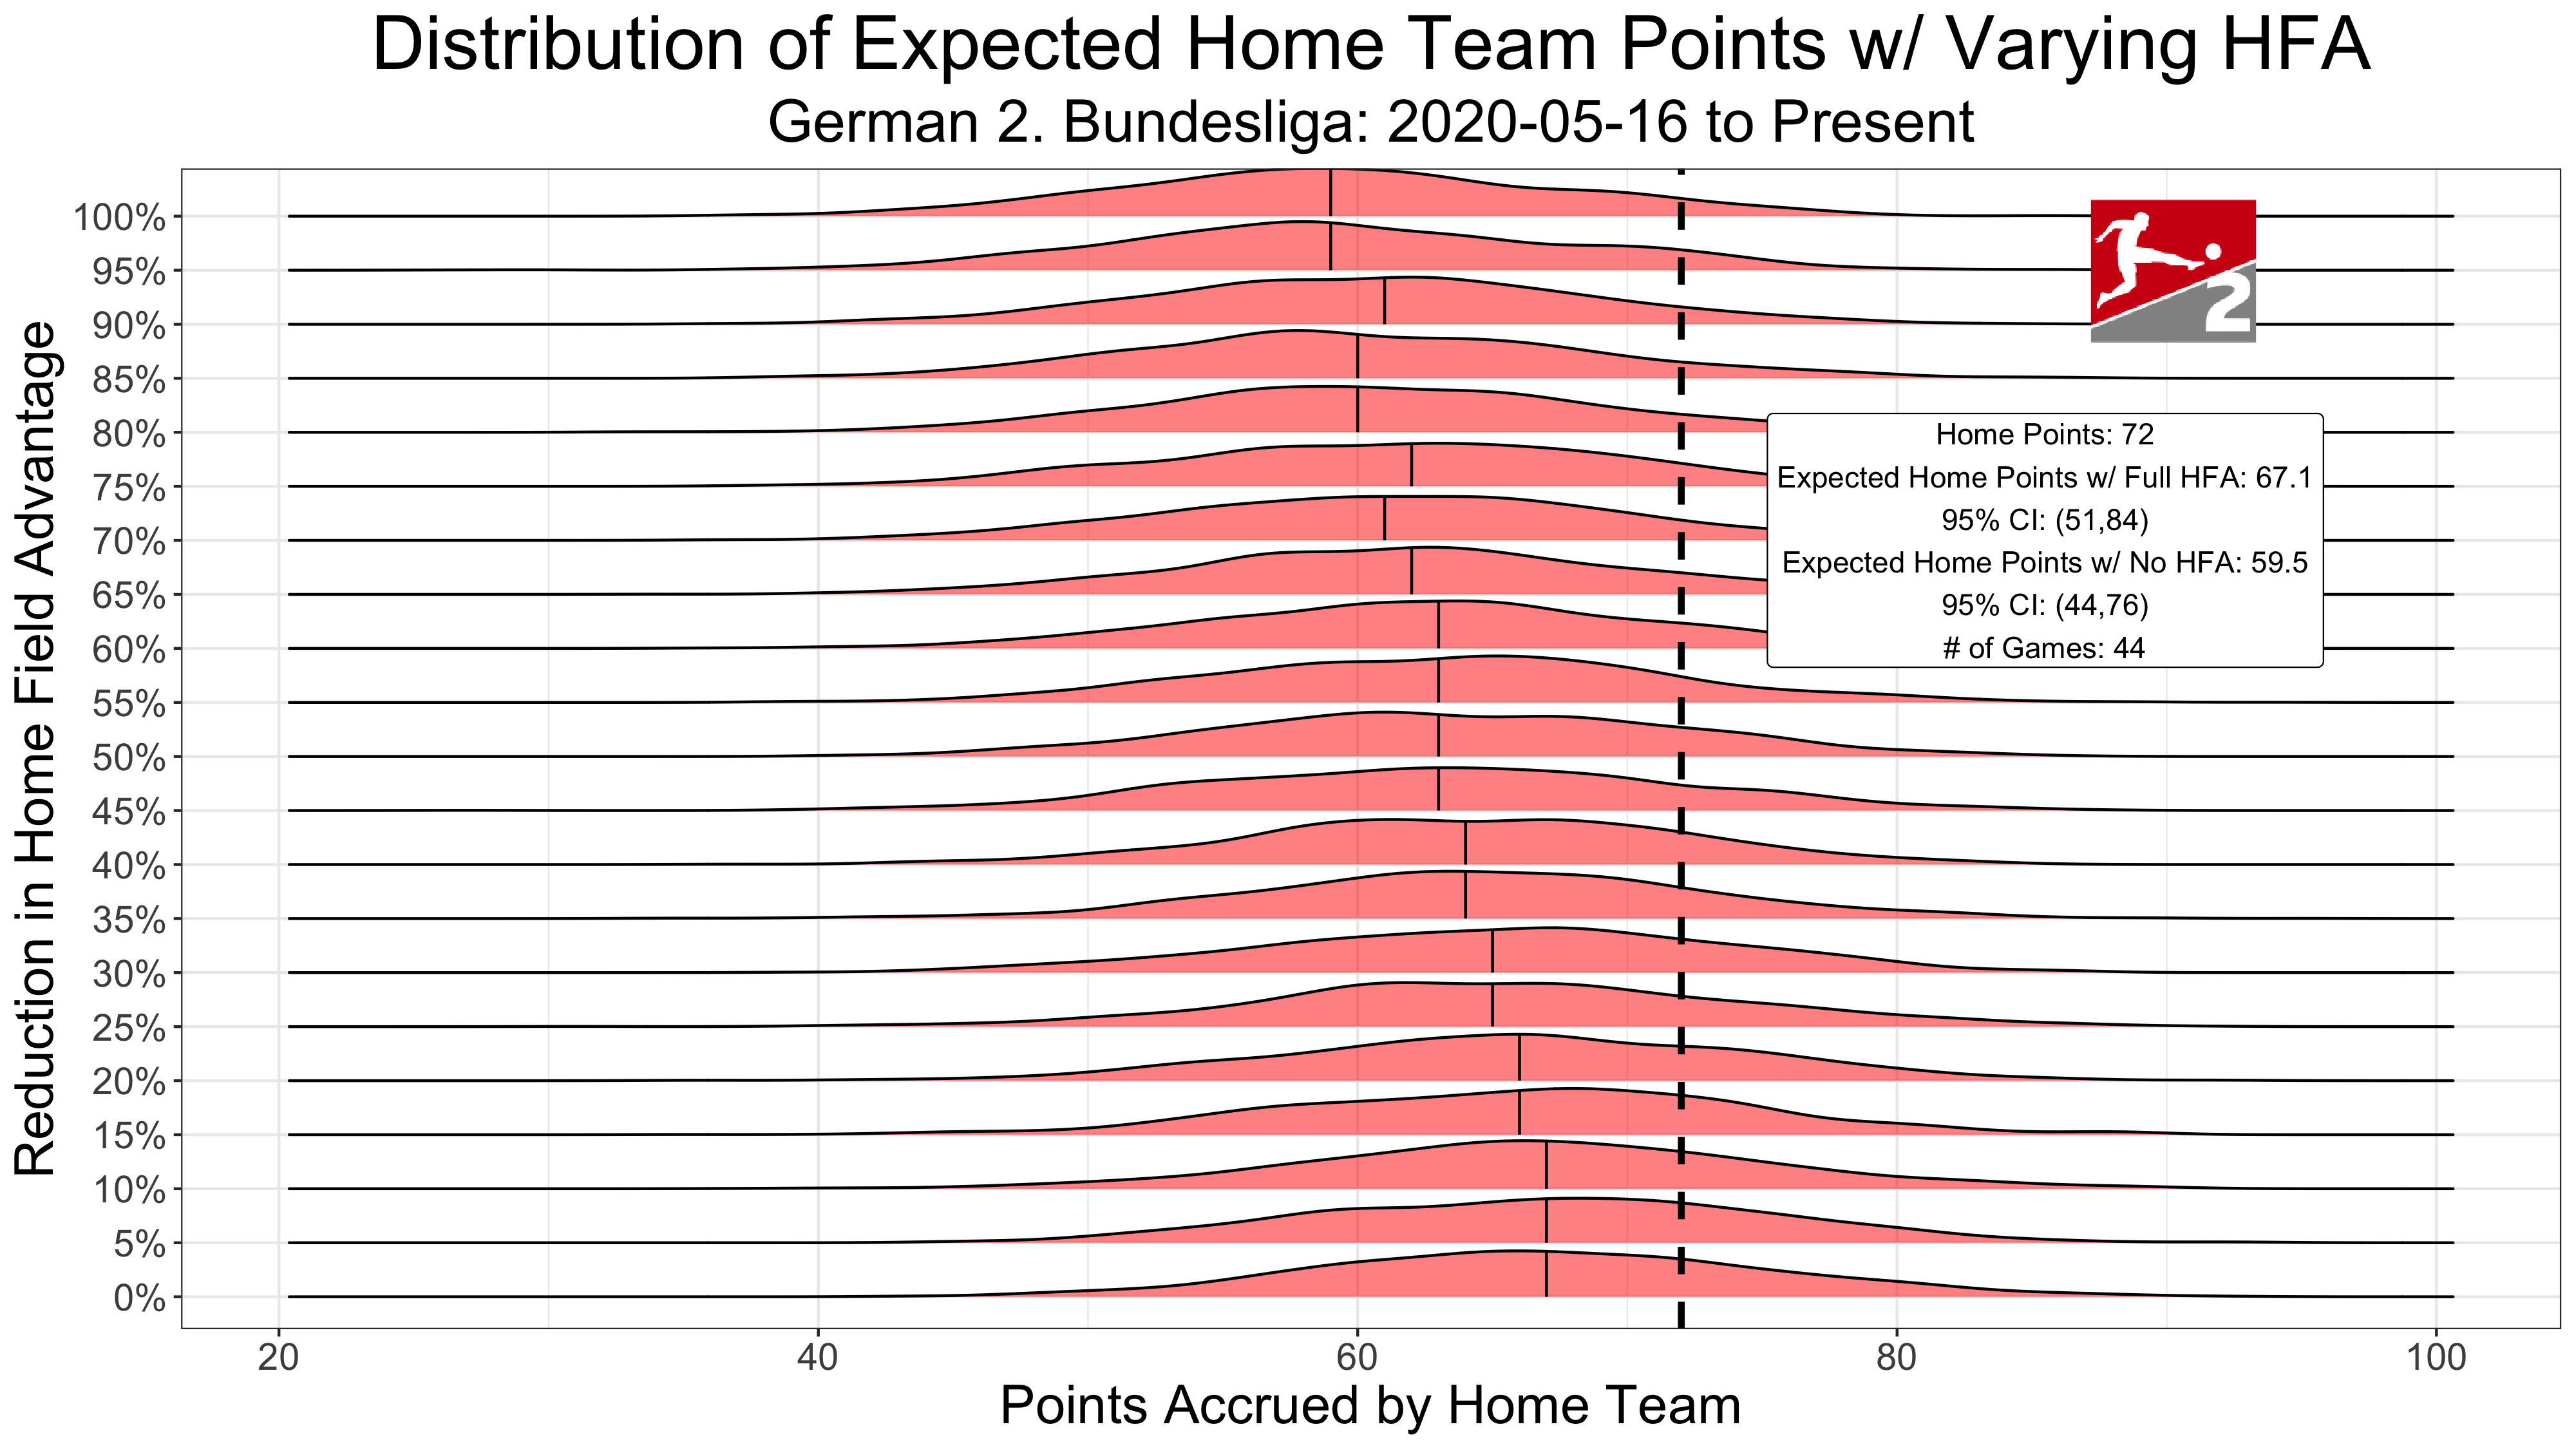 Distribution of Expected Home Team Points w/ Varying HFA
German 2. Bundesliga: 2020-05-16 to Present
Reduction in Home Field Advantage
100%
95%
90%
85%
80%
75%
70%
65%
60%
55%
50%
45%
40%
35%
30%
25%
20%
15%
10%
5%
0%
2
Home Points: 72
Expected Home Points w/ Full HFA: 67.1
95% CI: (51,84)
Expected Home Points w/ No HFA: 59.5
95% CI: (44,76)
# of Games: 44
20 40 60 80 100
Points Accrued by Home Team